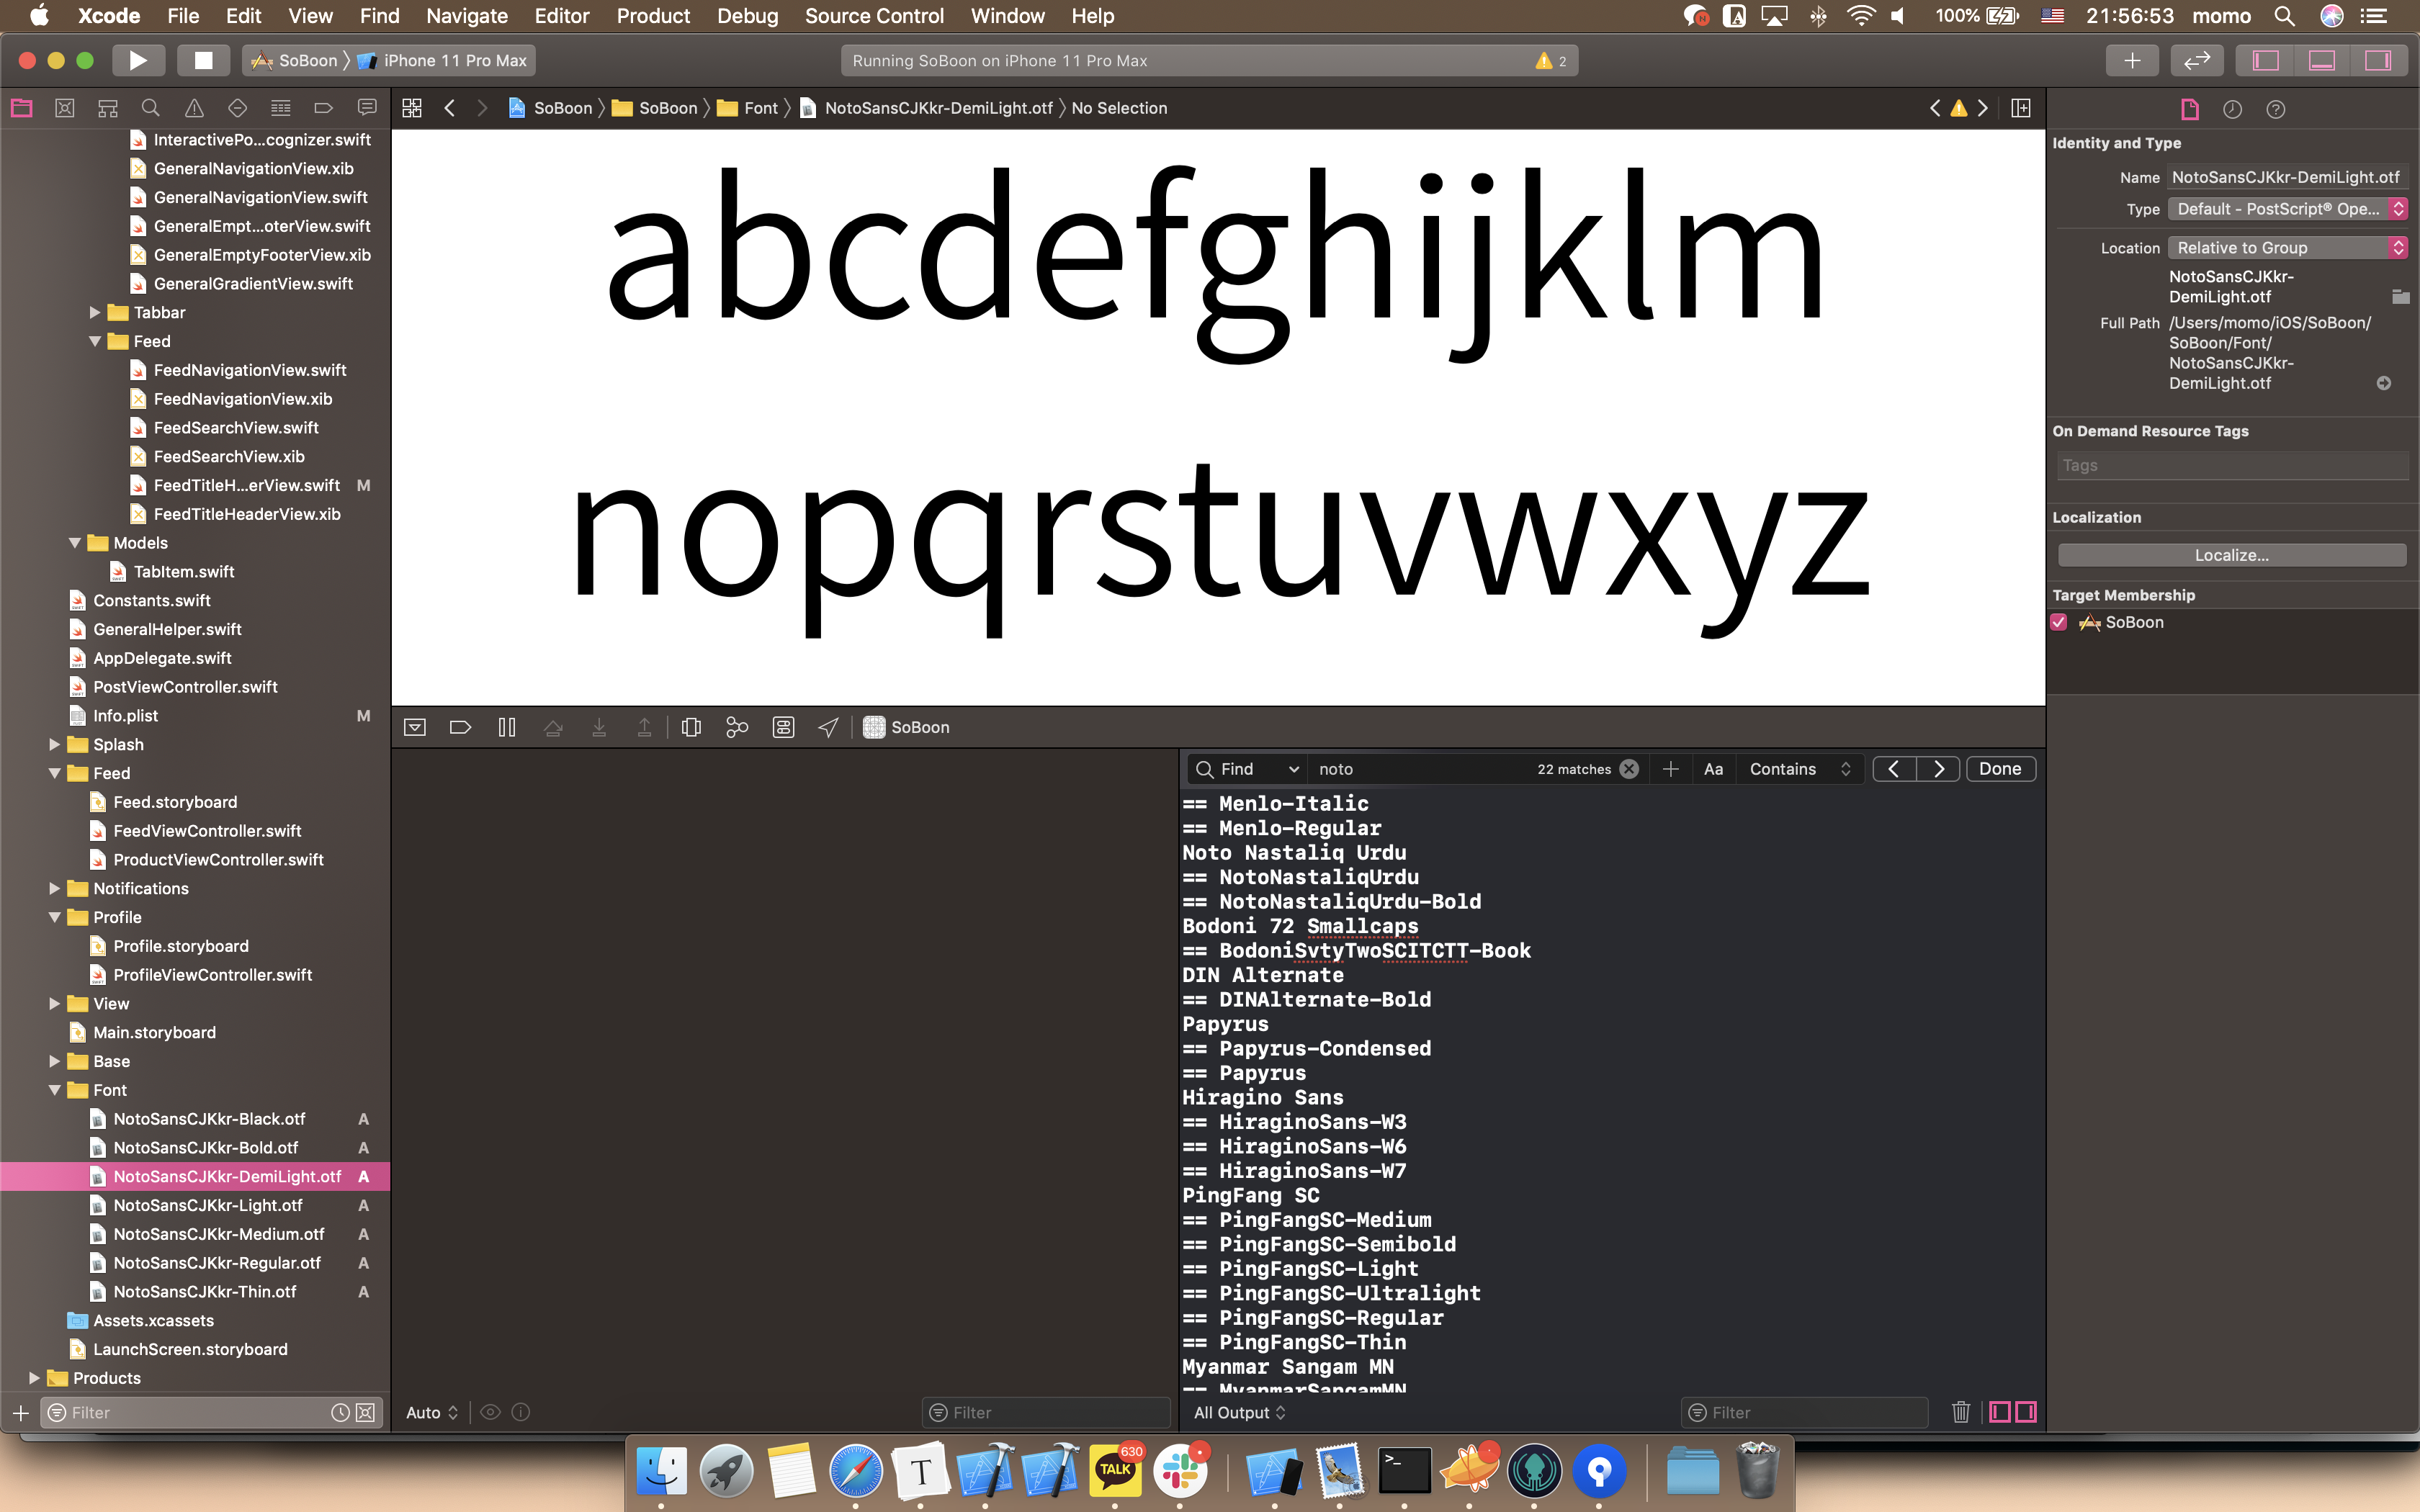 Xcode File Edit View Find Navigate Editor Product Debug Source Control Window Help 100% 21:56:53 momo
SoBoon iPhone 11 Pro Max
Running SoBoon on iPhone 11 Pro Max 2
SoBoon SoBoon Font NotoSansCJKkr-DemiLight.otf No Selection
InteractivePo...cognizer.swift
GeneralNavigationView.xib
GeneralNavigationView.swift
GeneralEmpt...oterView.swift
GeneralEmptyFooterView.xib
GeneralGradientView.swift
Tabbar
Feed
FeedNavigationView.swift
FeedNavigationView.xib
FeedSearchView.swift
FeedSearchView.xib
FeedTitleH...erView.swift M
FeedTitleHeaderView.xib
Models
TabItem.swift
Constants.swift
GeneralHelper.swift
AppDelegate.swift
PostViewController.swift
Info.plist M
Splash
Feed
Feed.storyboard
FeedViewController.swift
ProductViewController.swift
Notifications
Profile
Profile.storyboard
ProfileViewController.swift
View
Main.storyboard
Base
Font
NotoSansCJKkr-Black.otf A
NotoSansCJKkr-Bold.otf A
NotoSansCJKkr-DemiLight.otf A
NotoSansCJKkr-Light.otf A
NotoSansCJKkr-Medium.otf A
NotoSansCJKkr-Regular.otf A
NotoSansCJKkr-Thin.otf A
Assets.xcassets
LaunchScreen.storyboard
Products
Filter
abcdefghijklm
nopqrstuvwxyz
SoBoon
Find noto 22 matches Aa Contains Done
== Menlo-Italic
== Menlo-Regular
Noto Nastaliq Urdu
== NotoNastaliqUrdu
== NotoNastaliqUrdu-Bold
Bodoni 72 Smallcaps
== BodoniSvtyTwoSCITCTT-Book
DIN Alternate
== DINAlternate-Bold
Papyrus
== Papyrus-Condensed
== Papyrus
Hiragino Sans
== HiraginoSans-W3
== HiraginoSans-W6
== HiraginoSans-W7
PingFang SC
== PingFangSC-Medium
== PingFangSC-Semibold
== PingFangSC-Light
== PingFangSC-Ultralight
== PingFangSC-Regular
== PingFangSC-Thin
Myanmar Sangam MN
== MyanmarSangamMN
Auto Filter
All Output Filter
Identity and Type
Name NotoSansCJKkr-DemiLight.otf
Type Default - PostScript® Ope...
Location Relative to Group
NotoSansCJKkr-
DemiLight.otf
Full Path /Users/momo/iOS/SoBoon/
SoBoon/Font/
NotoSansCJKkr-
DemiLight.otf
On Demand Resource Tags
Tags
Localization
Localize...
Target Membership
SoBoon
T
TALK
630
>_